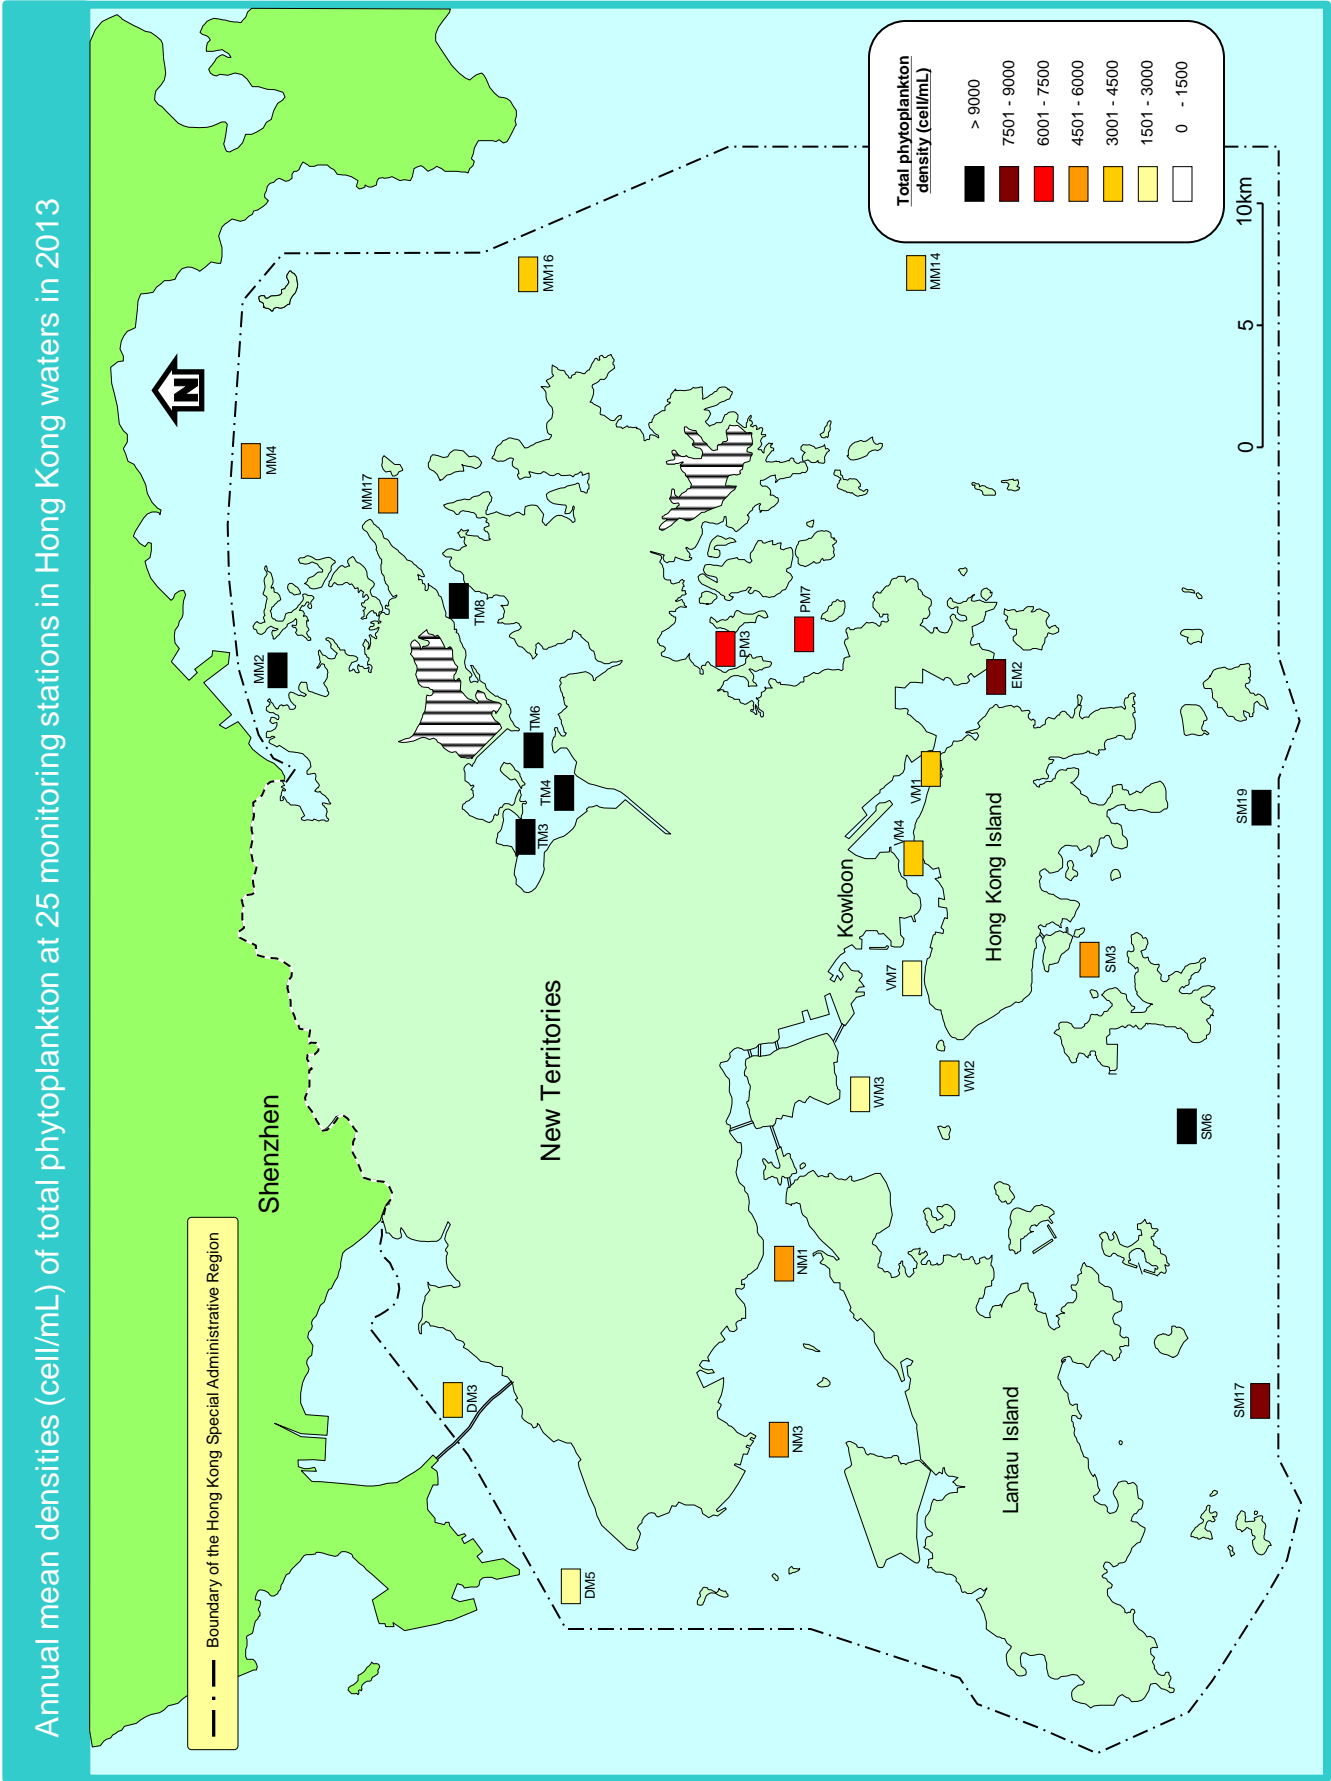 Annual mean densities (cell/mL) of total phytoplankton at 25 monitoring stations in Hong Kong waters in 2013
Boundary of the Hong Kong Special Administrative Region
Shenzhen
N
MM4
MM2
MM17
TM8
MM16
DM3
TM3
TM4
TM6
New Territories
DM5
PM3
PM7
NM1
NM3
Kowloon
WM3
VM7
VM4
VM1
MM14
WM2
Hong Kong Island
EM2
Lantau Island
SM3
SM6
SM17
SM19
0 5 10km
Total phytoplankton
density (cell/mL)
> 9000
7501 - 9000
6001 - 7500
4501 - 6000
3001 - 4500
1501 - 3000
0 - 1500